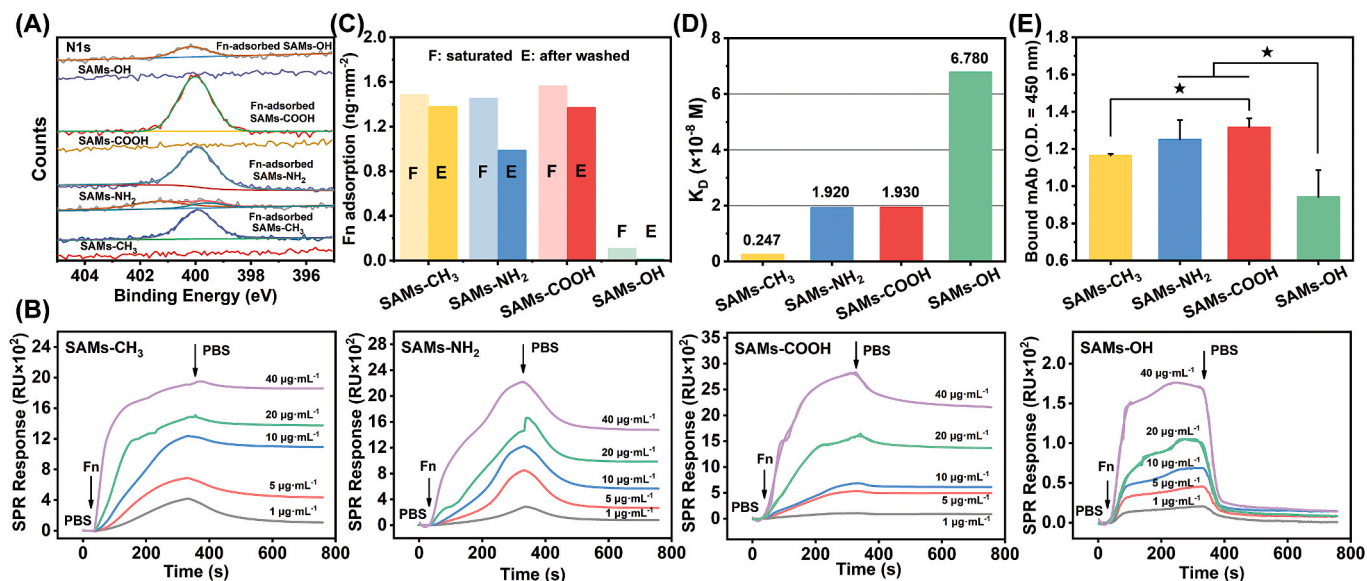 (A)
N1s
Fn-adsorbed SAMs-OH
SAMs-OH
Fn-adsorbed
SAMs-COOH
SAMs-COOH
Fn-adsorbed
SAMs-NH₂
SAMs-NH₂
Fn-adsorbed
SAMs-CH₃
SAMs-CH₃
Counts
404 402 400 398 396
Binding Energy (eV)
(C)
2.0
1.6
1.2
0.8
0.4
0.0
Fn adsorption (ng·mm⁻²)
F: saturated E: after washed
F E F E F E F E
SAMs-CH₃
SAMs-NH₂
SAMs-COOH
SAMs-OH
(D)
8
6
4
2
0
K_D (×10⁻⁸ M)
0.247
1.920
1.930
6.780
SAMs-CH₃
SAMs-NH₂
SAMs-COOH
SAMs-OH
(E)
1.8
1.6
1.4
1.2
1.0
0.8
0.6
Bound mAb (O.D. = 450 nm)
★
★
SAMs-CH₃
SAMs-NH₂
SAMs-COOH
SAMs-OH
(B)
SAMs-CH₃
PBS
24
20
16
12
8
4
0
SPR Response (RU×10²)
40 μg·mL⁻¹
20 μg·mL⁻¹
10 μg·mL⁻¹
5 μg·mL⁻¹
1 μg·mL⁻¹
Fn
PBS
0 200 400 600 800
Time (s)
SAMs-NH₂
PBS
28
24
20
16
12
8
4
0
SPR Response (RU×10²)
40 μg·mL⁻¹
20 μg·mL⁻¹
10 μg·mL⁻¹
5 μg·mL⁻¹
1 μg·mL⁻¹
Fn
PBS
0 200 400 600 800
Time (s)
SAMs-COOH
PBS
35
30
25
20
15
10
5
0
SPR Response (RU×10²)
40 μg·mL⁻¹
20 μg·mL⁻¹
10 μg·mL⁻¹
5 μg·mL⁻¹
1 μg·mL⁻¹
Fn
PBS
0 200 400 600 800
Time (s)
SAMs-OH
PBS
2.0
1.5
1.0
0.5
0.0
SPR Response (RU×10²)
40 μg·mL⁻¹
20 μg·mL⁻¹
10 μg·mL⁻¹
5 μg·mL⁻¹
1 μg·mL⁻¹
Fn
PBS
0 200 400 600 800
Time (s)